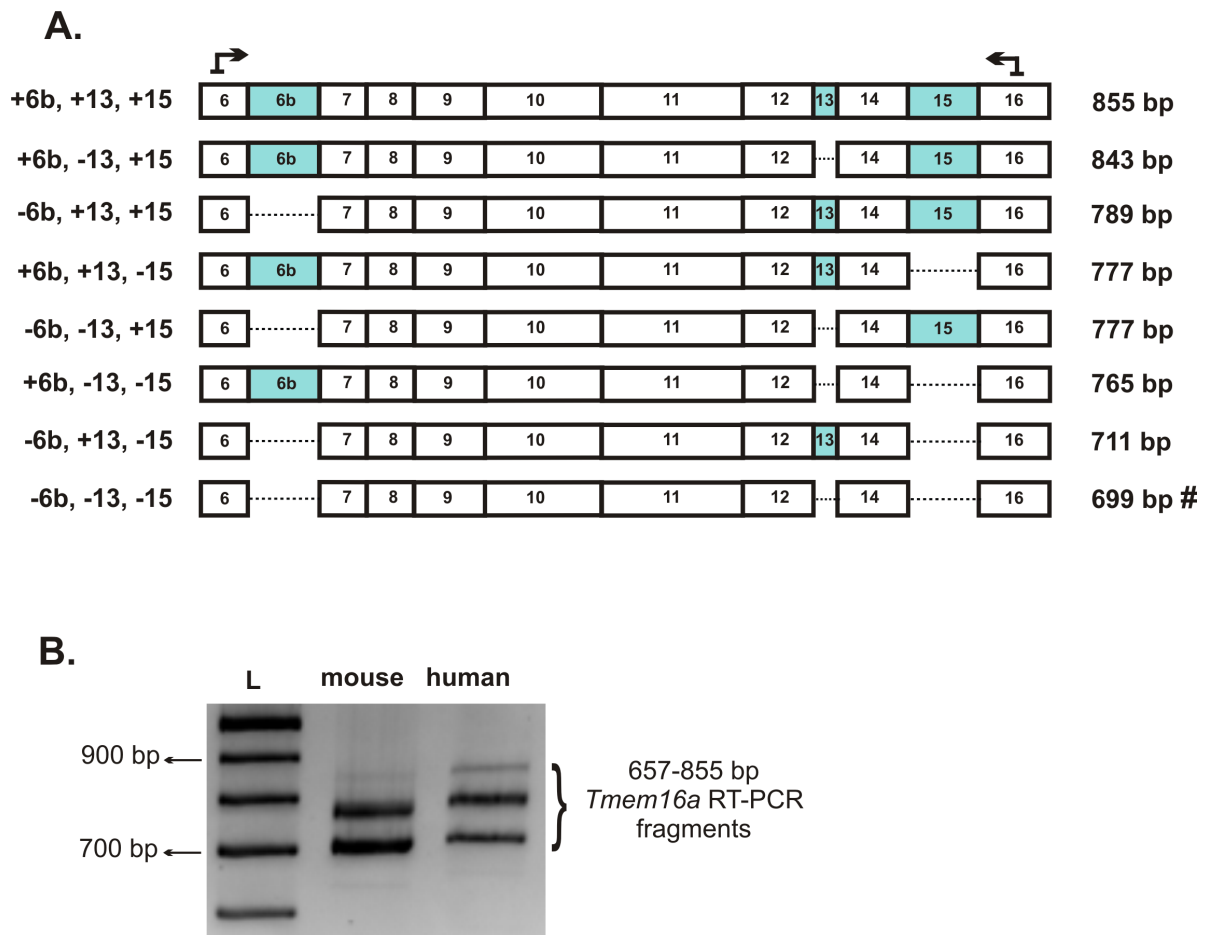 A.
+6b, +13, +15 6 6b 7 8 9 10 11 12 13 14 15 16 855 bp
+6b, -13, +15 6 6b 7 8 9 10 11 12 14 15 16 843 bp
-6b, +13, +15 6 7 8 9 10 11 12 13 14 15 16 789 bp
+6b, +13, -15 6 6b 7 8 9 10 11 12 13 14 16 777 bp
-6b, -13, +15 6 7 8 9 10 11 12 14 15 16 777 bp
+6b, -13, -15 6 6b 7 8 9 10 11 12 14 16 765 bp
-6b, +13, -15 6 7 8 9 10 11 12 13 14 16 711 bp
-6b, -13, -15 6 7 8 9 10 11 12 14 16 699 bp #
B.
L mouse human
900 bp
700 bp
657-855 bp
Tmem16a RT-PCR
fragments